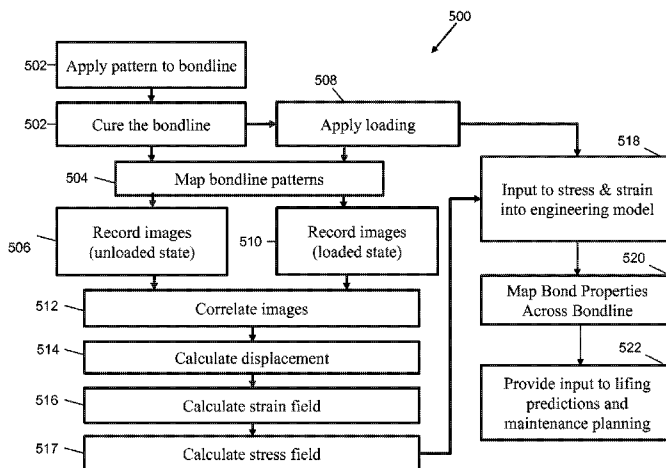 500
502
Apply pattern to bondline
508
502
Cure the bondline
Apply loading
518
504
Map bondline patterns
Input to stress & strain
into engineering model
506
Record images
(unloaded state)
510
Record images
(loaded state)
520
512
Correlate images
Map Bond Properties
Across Bondline
514
Calculate displacement
522
516
Calculate strain field
Provide input to lifing
predictions and
maintenance planning
517
Calculate stress field